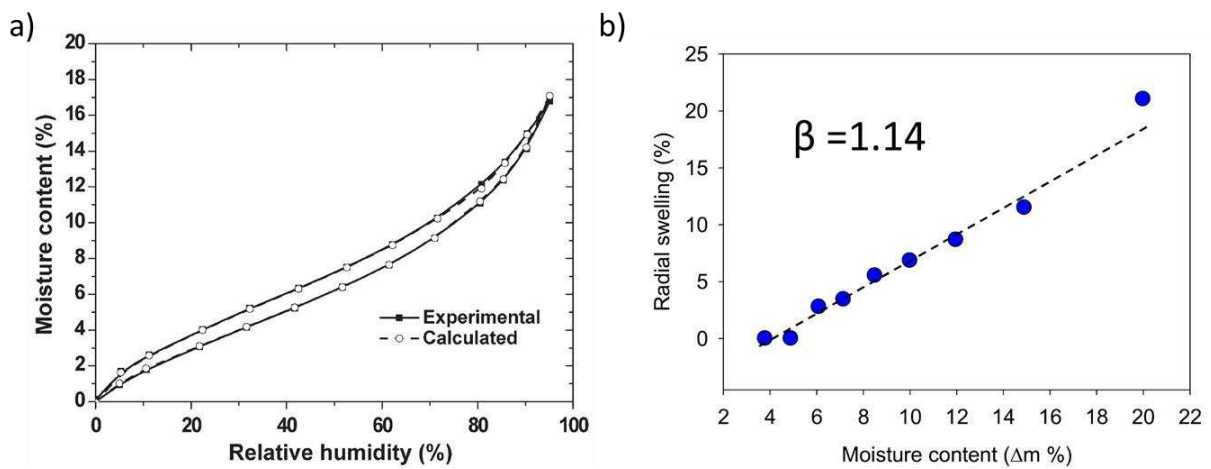 a)
20
18
16
14
12
10
8
6
4
2
0
Moisture content (%)
Experimental
Calculated
0 20 40 60 80 100
Relative humidity (%)
b)
25
20
15
10
5
0
Radial swelling (%)
β =1.14
2 4 6 8 10 12 14 16 18 20 22
Moisture content (Δm %)